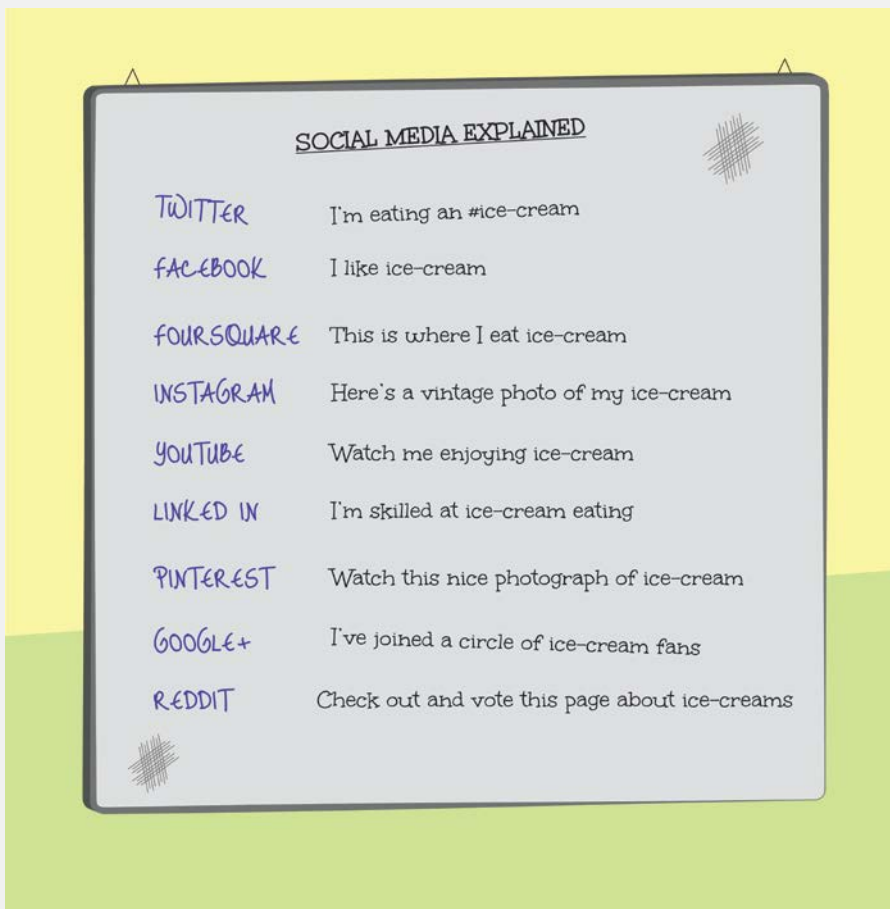 SOCIAL MEDIA EXPLAINED
TWITTER I'm eating an #ice-cream
FACEBOOK I like ice-cream
FOURSQUARE This is where I eat ice-cream
INSTAGRAM Here's a vintage photo of my ice-cream
YOUTUBE Watch me enjoying ice-cream
LINKED IN I'm skilled at ice-cream eating
PINTEREST Watch this nice photograph of ice-cream
GOOGLE+ I've joined a circle of ice-cream fans
REDDIT Check out and vote this page about ice-creams